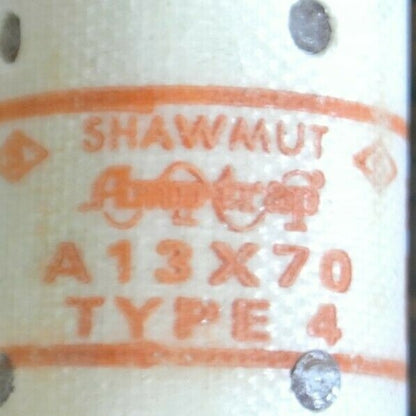 SHAWMUT
Amp-trap
A13X70
TYPE 4